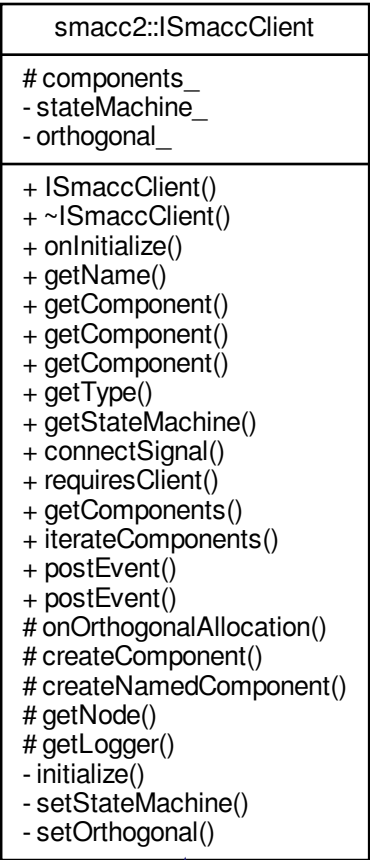 smacc2::ISmaccClient
# components_
- stateMachine_
- orthogonal_
+ ISmaccClient()
+ ~ISmaccClient()
+ onInitialize()
+ getName()
+ getComponent()
+ getComponent()
+ getComponent()
+ getType()
+ getStateMachine()
+ connectSignal()
+ requiresClient()
+ getComponents()
+ iterateComponents()
+ postEvent()
+ postEvent()
# onOrthogonalAllocation()
# createComponent()
# createNamedComponent()
# getNode()
# getLogger()
- initialize()
- setStateMachine()
- setOrthogonal()